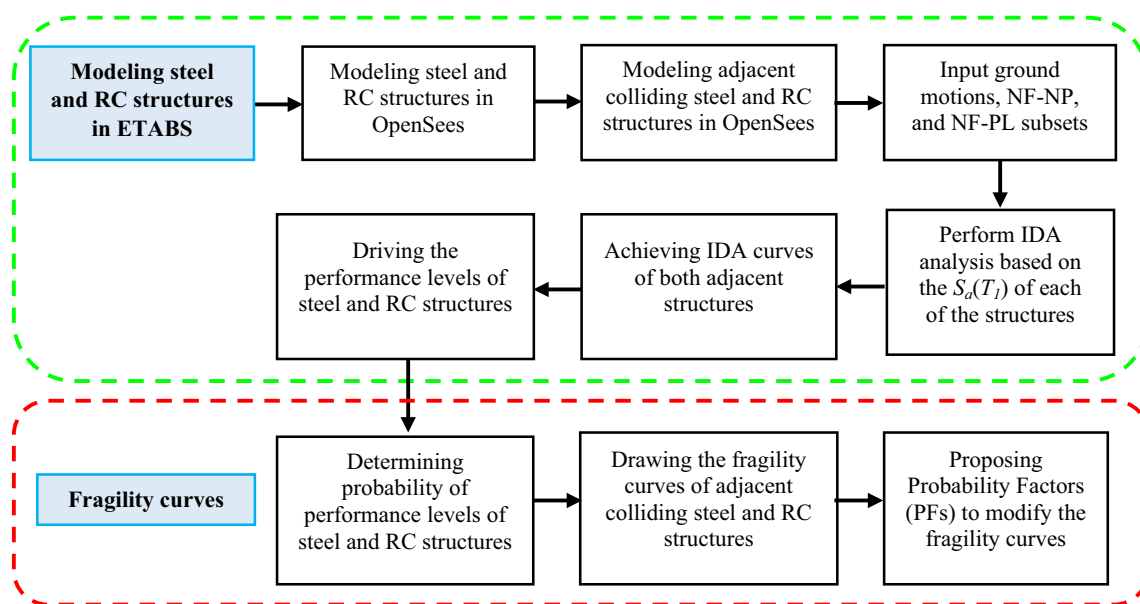 Modeling steel
and RC structures
in ETABS
Modeling steel and
RC structures in
OpenSees
Modeling adjacent
colliding steel and RC
structures in OpenSees
Input ground
motions, NF-NP,
and NF-PL subsets
Perform IDA
analysis based on
the Sa(T1) of each
of the structures
Achieving IDA curves
of both adjacent
structures
Driving the
performance levels of
steel and RC structures
Fragility curves
Determining
probability of
performance levels of
steel and RC structures
Drawing the fragility
curves of adjacent
colliding steel and RC
structures
Proposing
Probability Factors
(PFs) to modify the
fragility curves